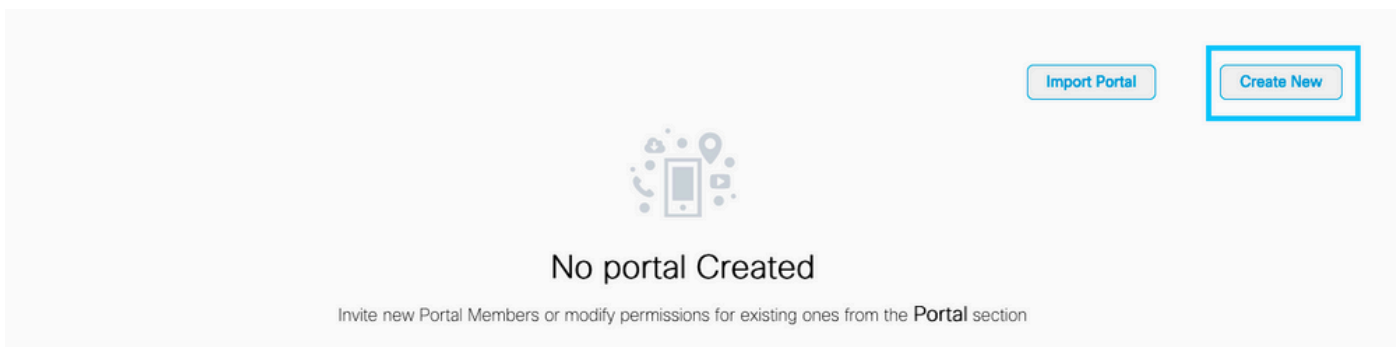 Import Portal
Create New
No portal Created
Invite new Portal Members or modify permissions for existing ones from the Portal section